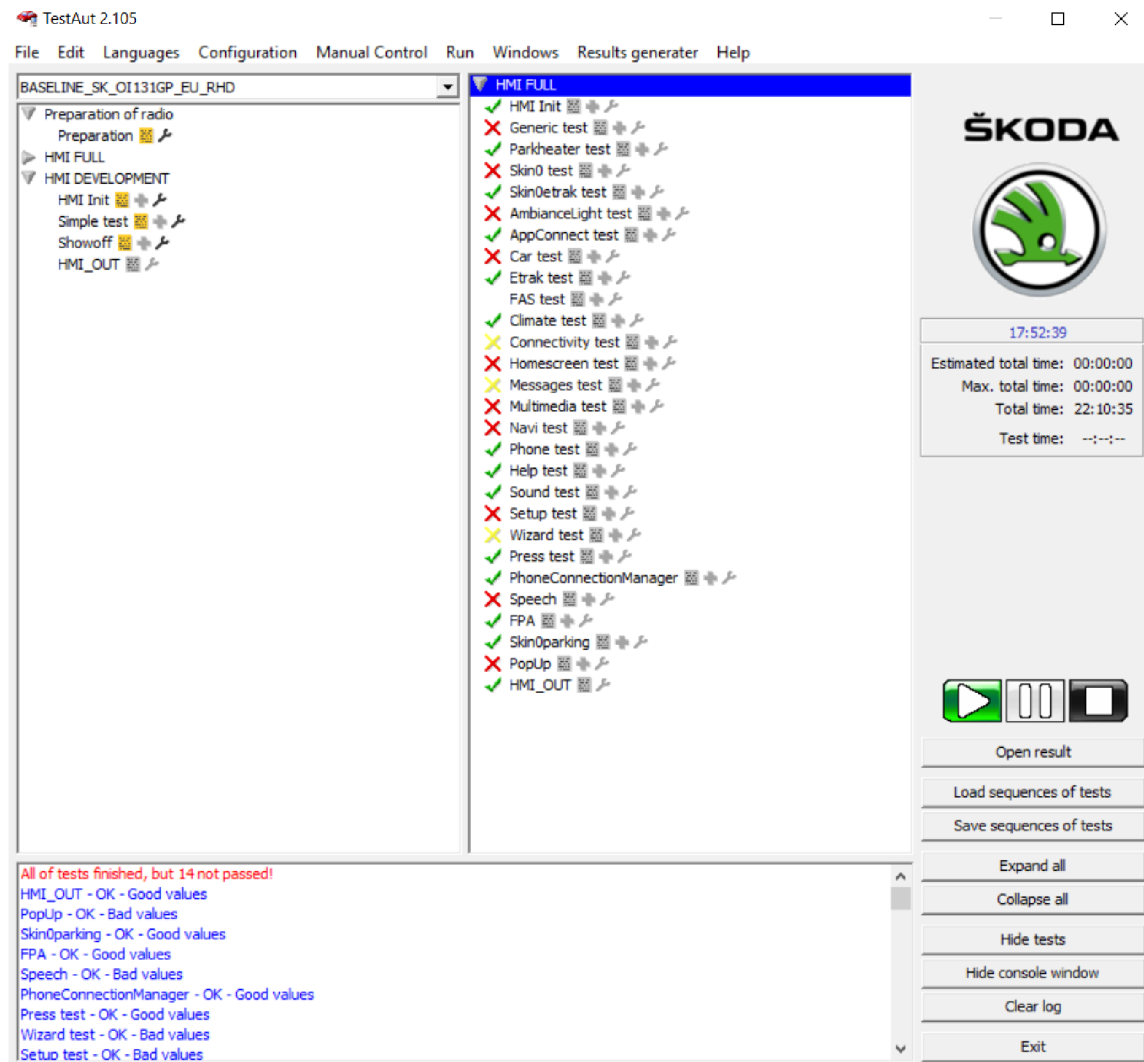 TestAut 2.105
File Edit Languages Configuration Manual Control Run Windows Results generater Help
BASELINE_SK_OI131GP_EU_RHD
Preparation of radio
Preparation
HMI FULL
HMI DEVELOPMENT
HMI Init
Simple test
Showoff
HMI_OUT
HMI FULL
HMI Init
Generic test
Parkheater test
Skin0 test
Skin0etrak test
AmbianceLight test
AppConnect test
Car test
Etrak test
FAS test
Climate test
Connectivity test
Homescreen test
Messages test
Multimedia test
Navi test
Phone test
Help test
Sound test
Setup test
Wizard test
Press test
PhoneConnectionManager
Speech
FPA
Skin0parking
PopUp
HMI_OUT
ŠKODA
17:52:39
Estimated total time: 00:00:00
Max. total time: 00:00:00
Total time: 22:10:35
Test time: --:--:--
Open result
Load sequences of tests
Save sequences of tests
Expand all
Collapse all
Hide tests
Hide console window
Clear log
Exit
All of tests finished, but 14 not passed!
HMI_OUT - OK - Good values
PopUp - OK - Bad values
Skin0parking - OK - Good values
FPA - OK - Good values
Speech - OK - Bad values
PhoneConnectionManager - OK - Good values
Press test - OK - Good values
Wizard test - OK - Bad values
Setup test - OK - Bad values